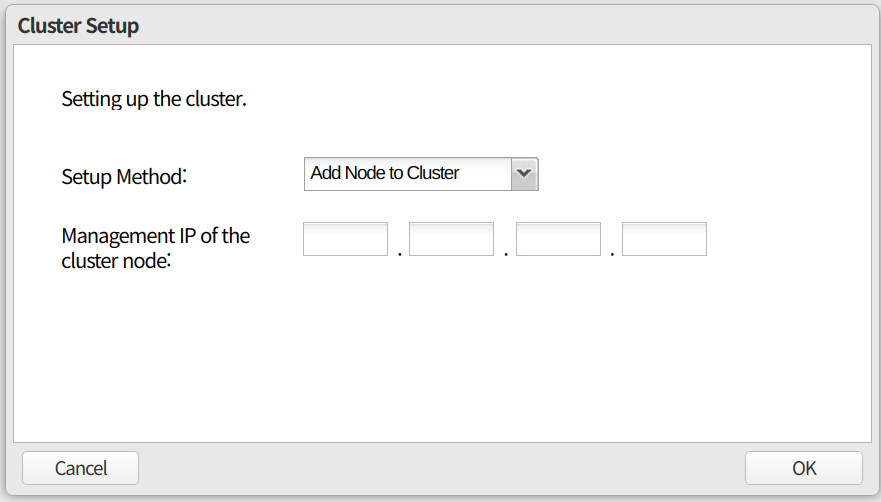 Cluster Setup
Setting up the cluster.
Setup Method:
Add Node to Cluster
Management IP of the
cluster node:
. . .
Cancel
OK